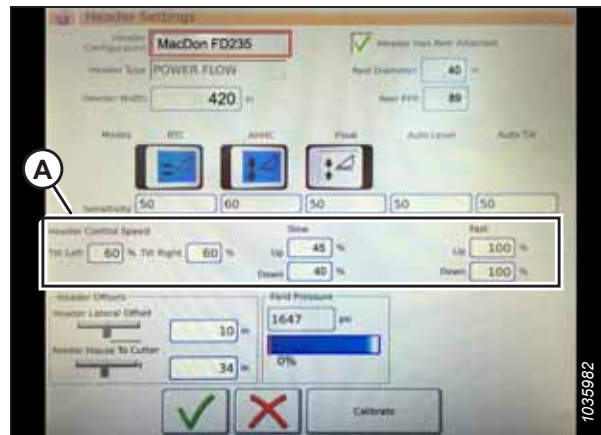 Header Settings
Header Configuration MacDon FD235 Header Has Reel Attached
Header Type POWER FLOW Reel Diameter 40 in
Header Width 420 in Reel PPR 89
Modes RTC AHHC Float Auto Level Auto Tilt
A
Sensitivity 50 60 50 50 50
Header Control Speed Slow Fast
Tilt Left 60 % Tilt Right 60 % Up 45 % Up 100 %
Down 40 % Down 100 %
Header Offsets Field Pressure
Header Lateral Offset 1647 psi
10 in
Feeder House To Cutter 0%
34 in
Calibrate
1035982